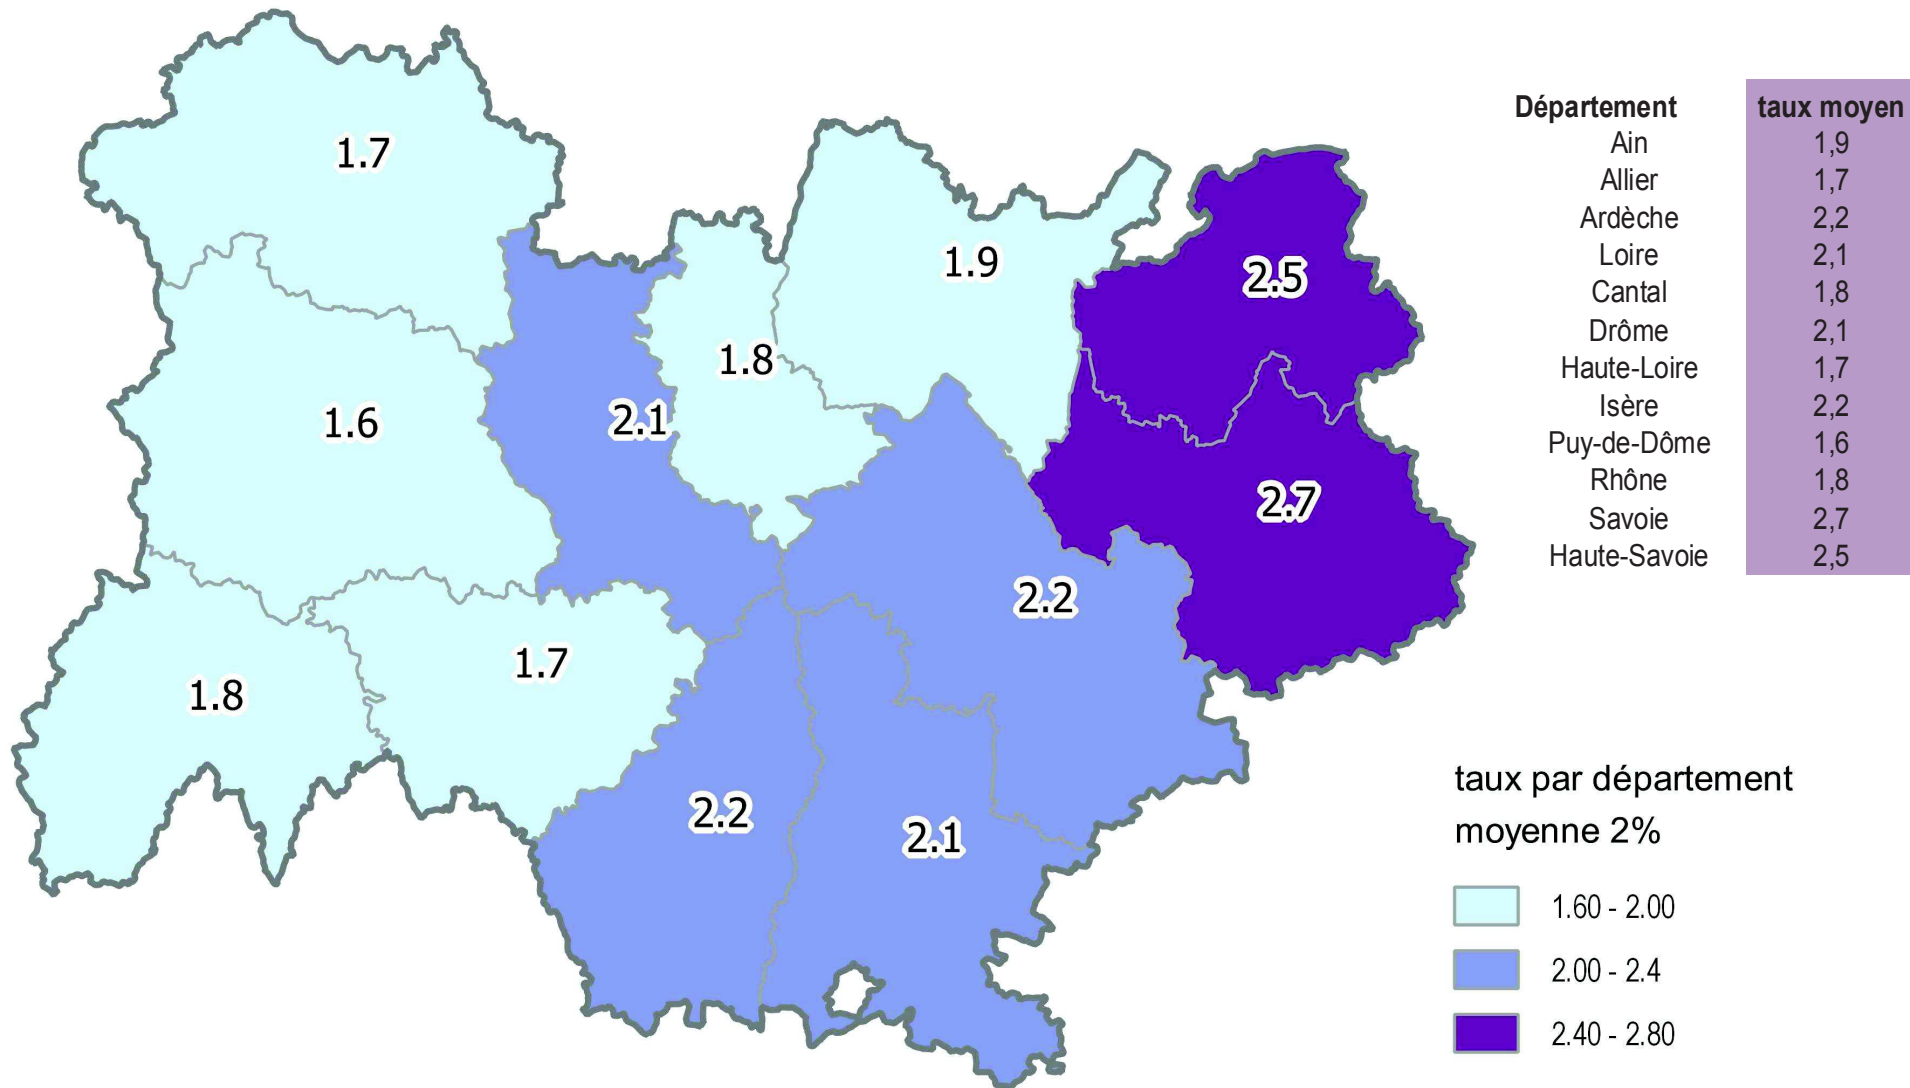 1.7
1.9
2.5
1.8
2.1
1.6
2.7
2.2
1.7
1.8
2.2
2.1
Département taux moyen
Ain 1,9
Allier 1,7
Ardèche 2,2
Loire 2,1
Cantal 1,8
Drôme 2,1
Haute-Loire 1,7
Isère 2,2
Puy-de-Dôme 1,6
Rhône 1,8
Savoie 2,7
Haute-Savoie 2,5
taux par département
moyenne 2%
1.60 - 2.00
2.00 - 2.4
2.40 - 2.80